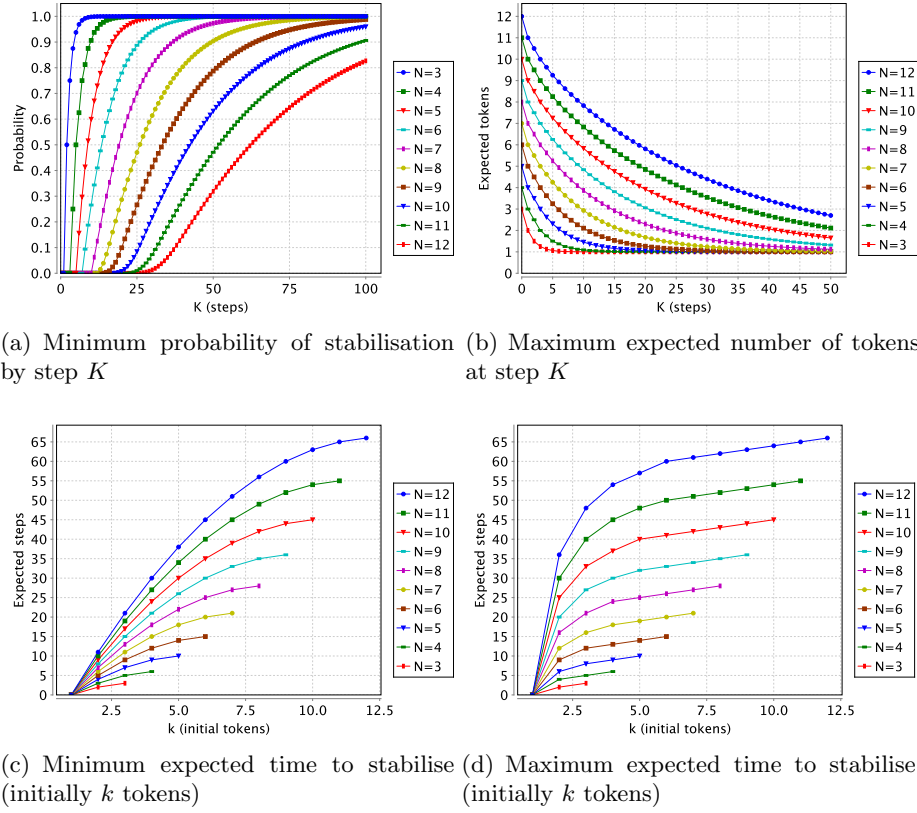 1.0
0.9
0.8
0.7
0.6
0.5
0.4
0.3
0.2
0.1
0.0
Probability
0 25 50 75 100
K (steps)
N=3
N=4
N=5
N=6
N=7
N=8
N=9
N=10
N=11
N=12
12
11
10
9
8
7
6
5
4
3
2
1
0
Expected tokens
0 5 10 15 20 25 30 35 40 45 50
K (steps)
N=12
N=11
N=10
N=9
N=8
N=7
N=6
N=5
N=4
N=3
(a) Minimum probability of stabilisation
by step K
(b) Maximum expected number of tokens
at step K
65
60
55
50
45
40
35
30
25
20
15
10
5
0
Expected steps
2.5 5.0 7.5 10.0 12.5
k (initial tokens)
N=12
N=11
N=10
N=9
N=8
N=7
N=6
N=5
N=4
N=3
65
60
55
50
45
40
35
30
25
20
15
10
5
0
Expected steps
2.5 5.0 7.5 10.0 12.5
k (initial tokens)
N=12
N=11
N=10
N=9
N=8
N=7
N=6
N=5
N=4
N=3
(c) Minimum expected time to stabilise
(initially k tokens)
(d) Maximum expected time to stabilise
(initially k tokens)